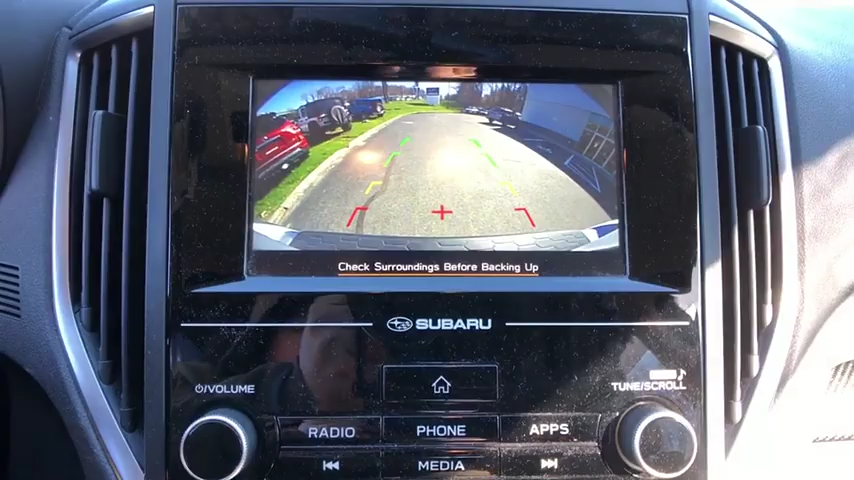 Check Surroundings Before Backing Up
SUBARU
VOLUME
TUNE/SCROLL
RADIO
PHONE
APPS
MEDIA